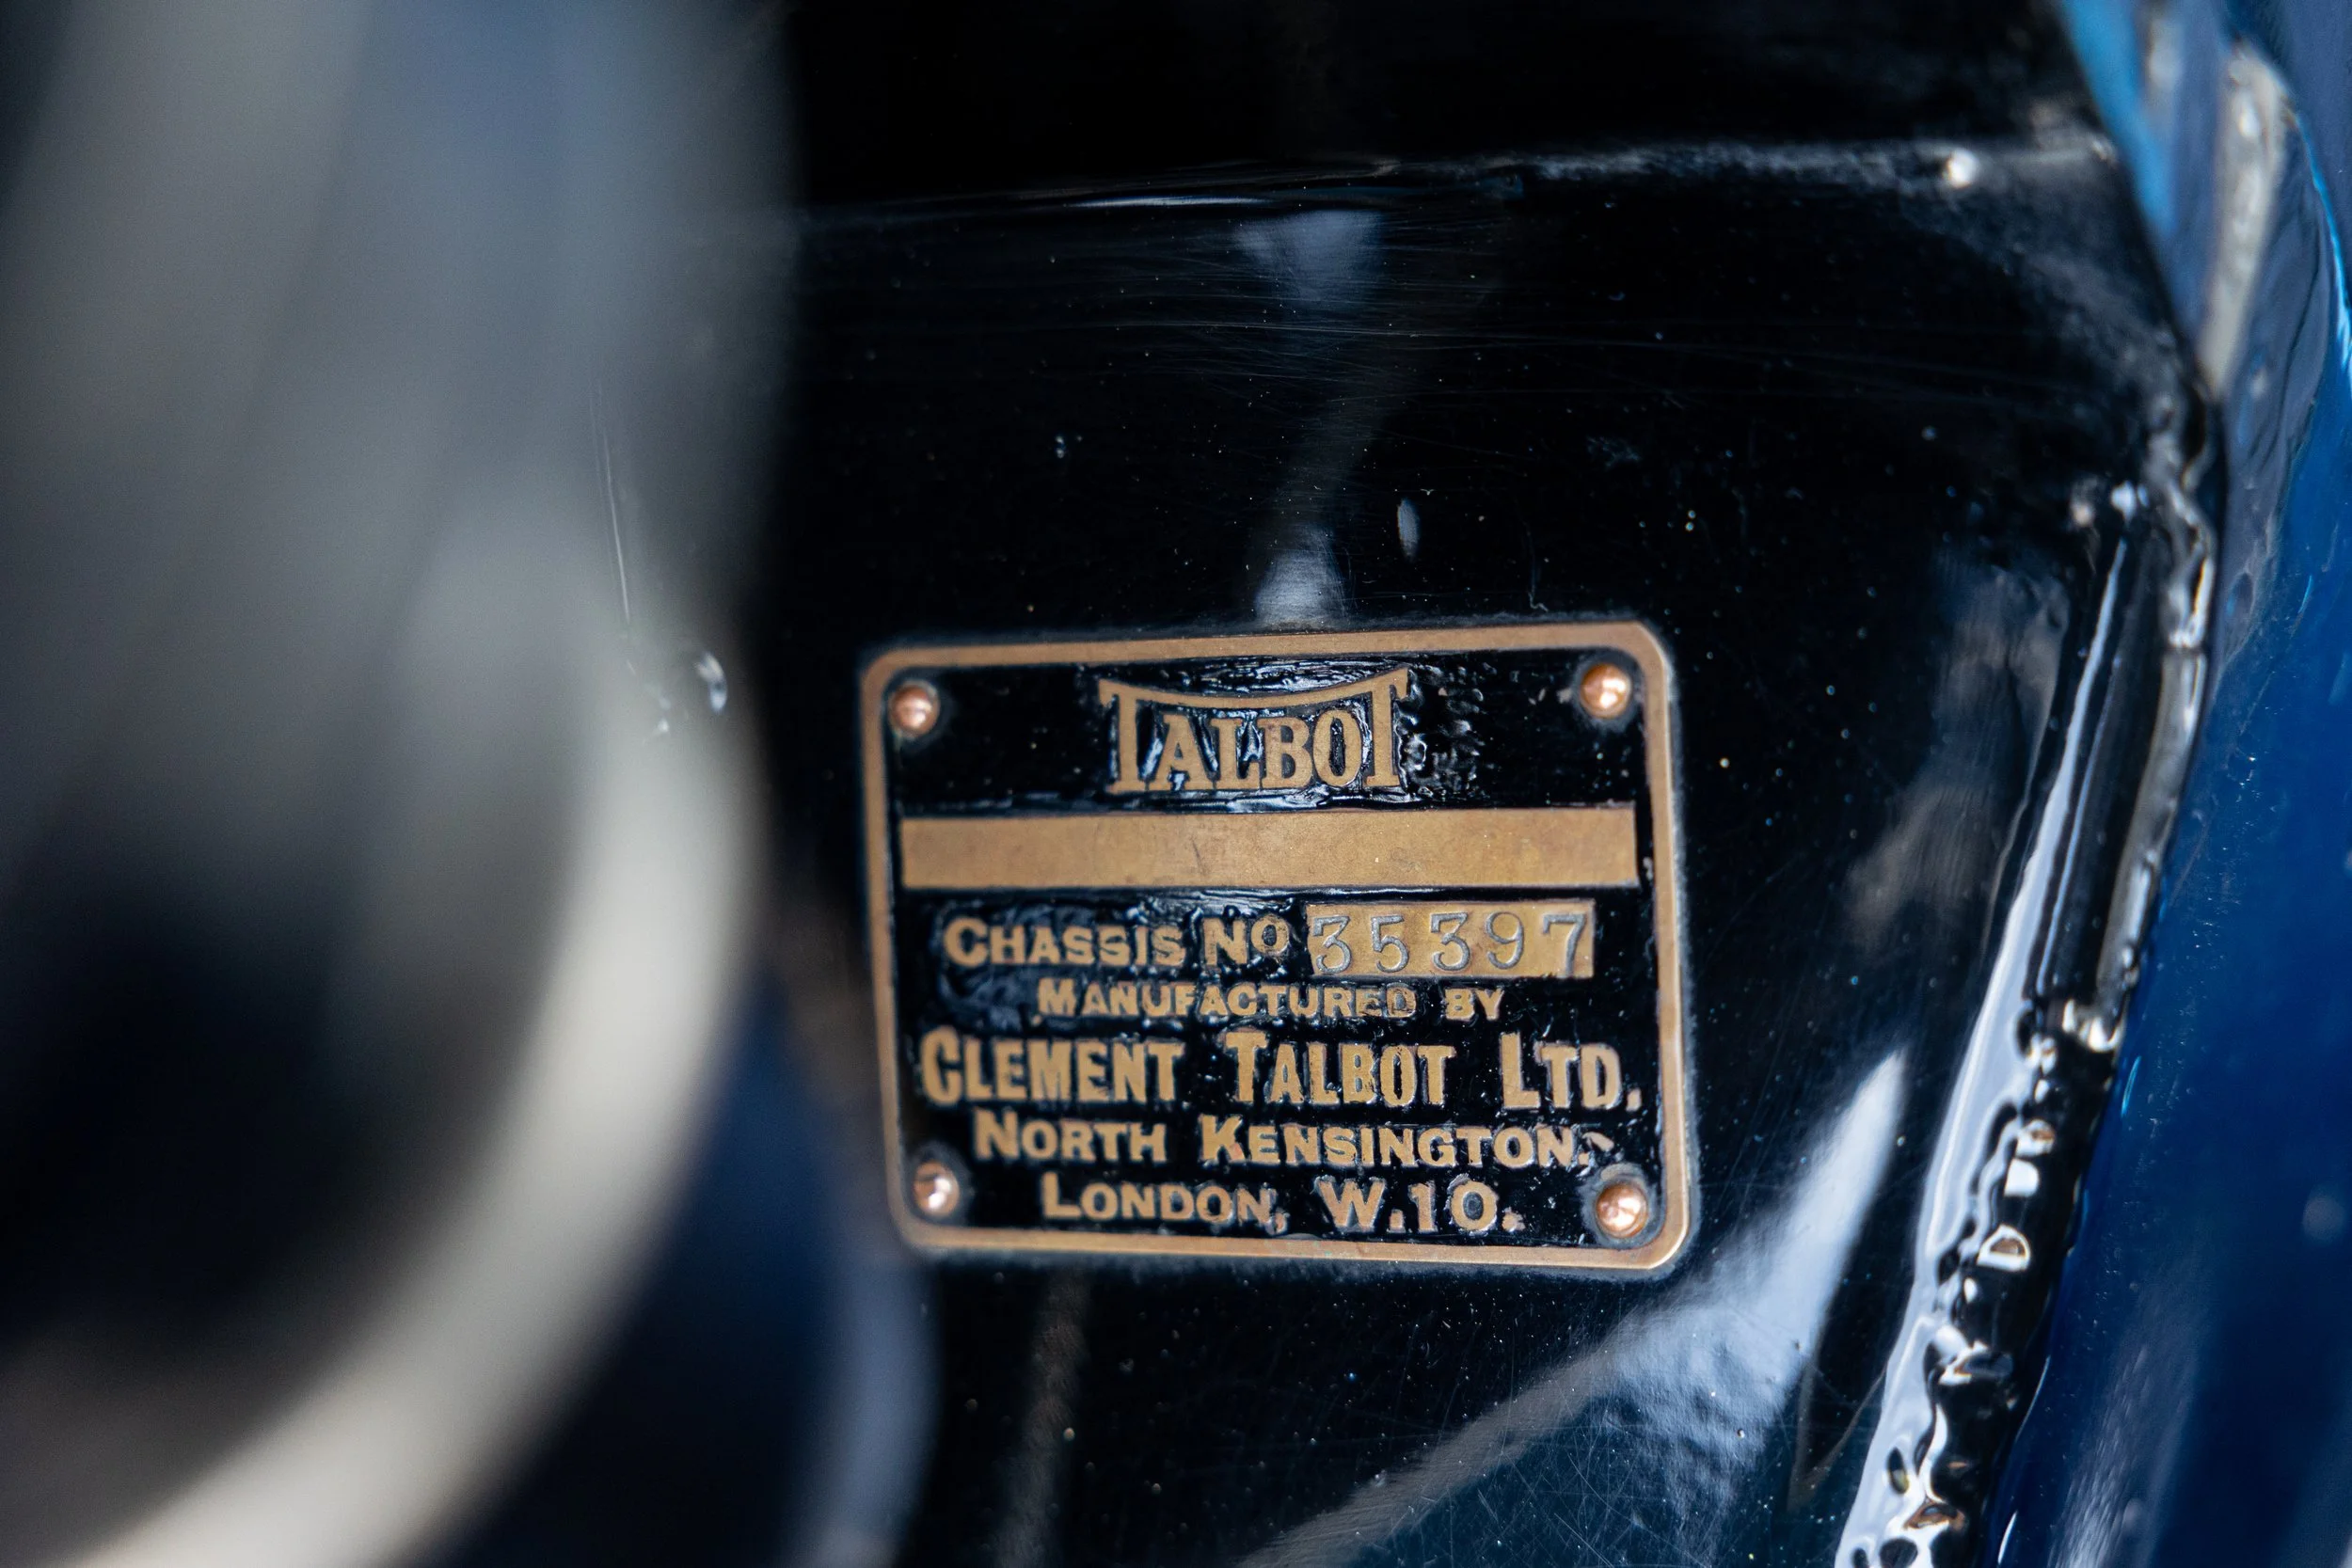 TALBOT
CHASSIS NO 35397
MANUFACTURED BY
CLEMENT TALBOT LTD.
NORTH KENSINGTON.
LONDON, W.10.